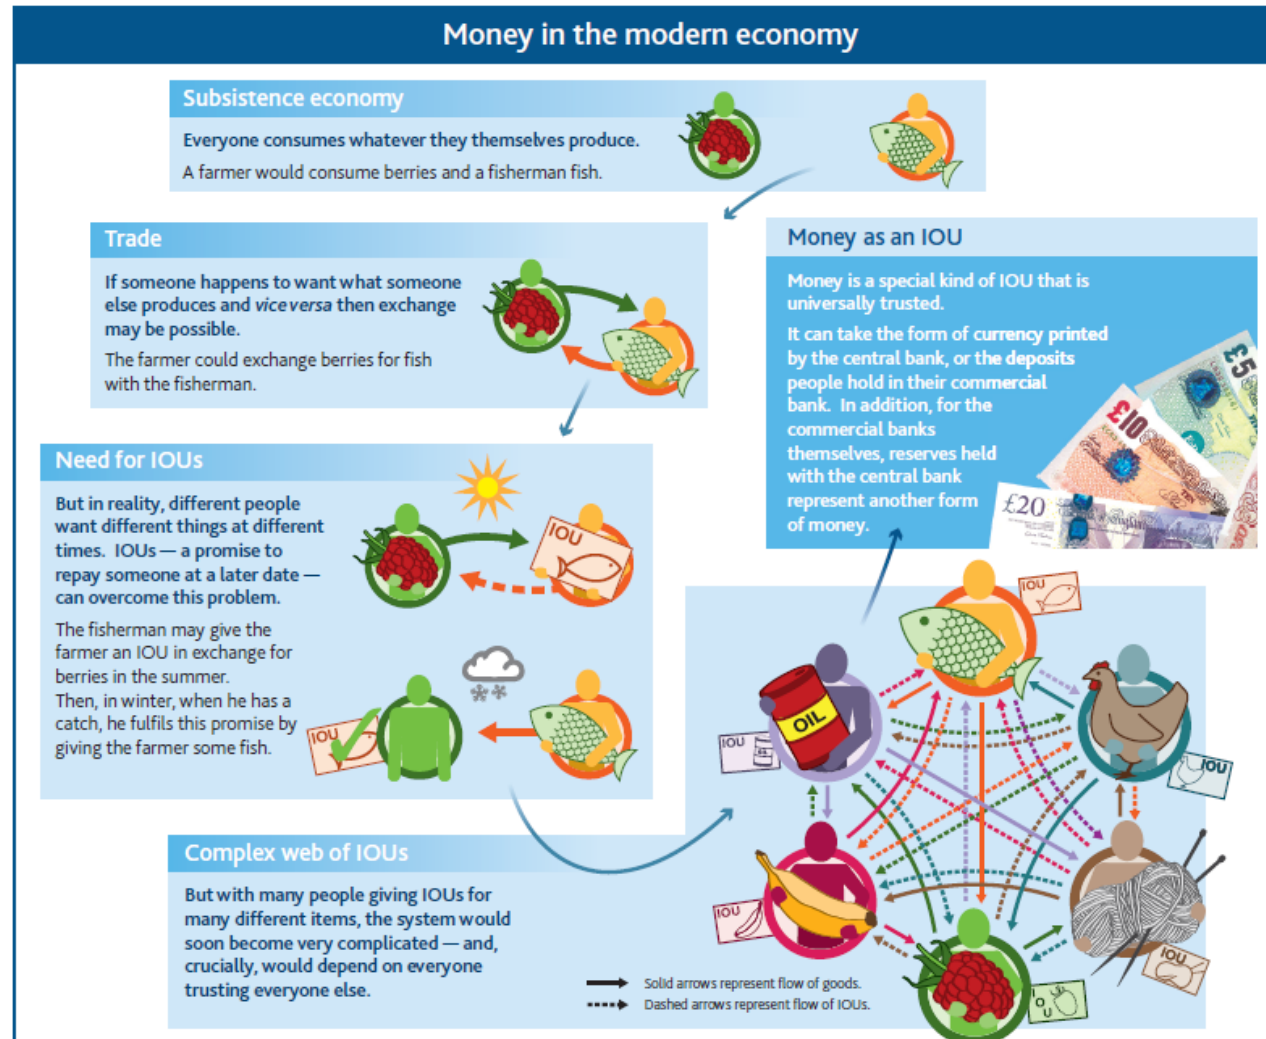 Money in the modern economy
Subsistence economy
Everyone consumes whatever they themselves produce.
A farmer would consume berries and a fisherman fish.
Trade
If someone happens to want what someone
else produces and vice versa then exchange
may be possible.
The farmer could exchange berries for fish
with the fisherman.
Need for IOUs
But in reality, different people
want different things at different
times. IOUs — a promise to
repay someone at a later date —
can overcome this problem.
The fisherman may give the
farmer an IOU in exchange for
berries in the summer.
Then, in winter, when he has a
catch, he fulfils this promise by
giving the farmer some fish.
IOU
IOU
Complex web of IOUs
But with many people giving IOUs for
many different items, the system would
soon become very complicated — and,
crucially, would depend on everyone
trusting everyone else.
Solid arrows represent flow of goods.
Dashed arrows represent flow of IOUs.
IOU
OIL
IOU
IOU
IOU
IOU
IOU
Money as an IOU
Money is a special kind of IOU that is
universally trusted.
It can take the form of currency printed
by the central bank, or the deposits
people hold in their commercial
bank. In addition, for the
commercial banks
themselves, reserves held
with the central bank
represent another form
of money.
£5
£10
£20